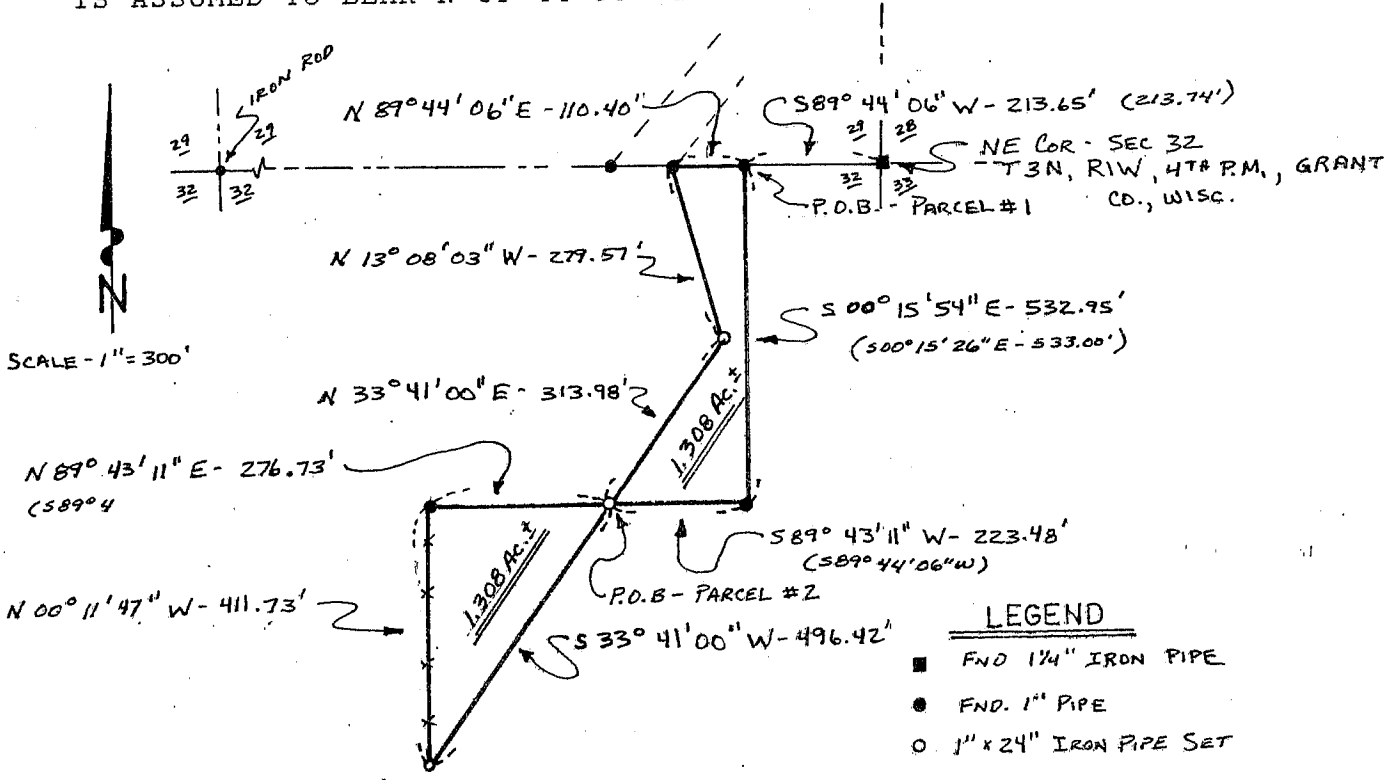 IS ASSUMED TO BEAR N
IRON ROD
N 89° 44' 06" E - 110.40"
S89° 44' 06" W - 213.65' (213.74')
29
29
29
28
32
32
32
33
NE COR - SEC 32
T3N, R1W, 4TH P.M., GRANT
CO., WISC.
P.O.B. - PARCEL #1
N 13° 08' 03" W - 279.57'
N
S 00° 15' 54" E - 532.95'
(S00° 15' 26" E - 533.00')
SCALE - 1" = 300'
N 33° 41' 00" E - 313.98'
1.308 Ac.±
N 89° 43' 11" E - 276.73'
(S89° 4
S89° 43' 11" W - 223.48'
(S89° 44' 06" W)
1.308 Ac.±
P.O.B - PARCEL #2
N 00° 11' 47" W - 411.73'
S 33° 41' 00" W - 496.42'
LEGEND
FND 1¼" IRON PIPE
FND. 1" PIPE
1" x 24" IRON PIPE SET